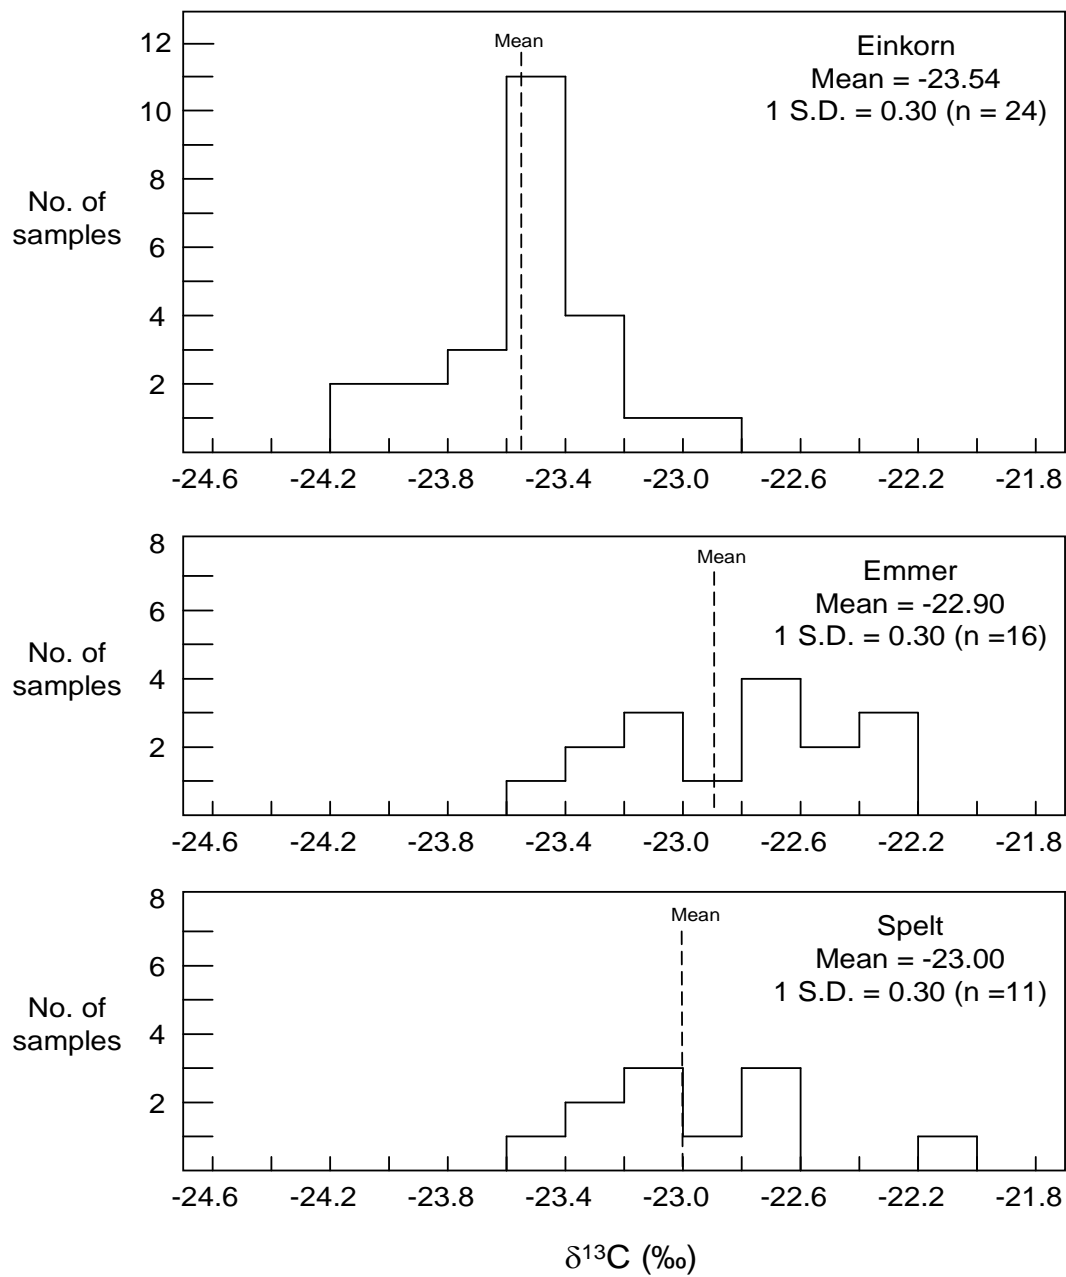 Einkorn
Mean = -23.54
1 S.D. = 0.30 (n = 24)
Mean
No. of
samples
12
10
8
6
4
2
-24.6 -24.2 -23.8 -23.4 -23.0 -22.6 -22.2 -21.8
Emmer
Mean = -22.90
1 S.D. = 0.30 (n =16)
Mean
No. of
samples
8
6
4
2
-24.6 -24.2 -23.8 -23.4 -23.0 -22.6 -22.2 -21.8
Spelt
Mean = -23.00
1 S.D. = 0.30 (n =11)
Mean
No. of
samples
8
6
4
2
-24.6 -24.2 -23.8 -23.4 -23.0 -22.6 -22.2 -21.8
δ¹³C (‰)